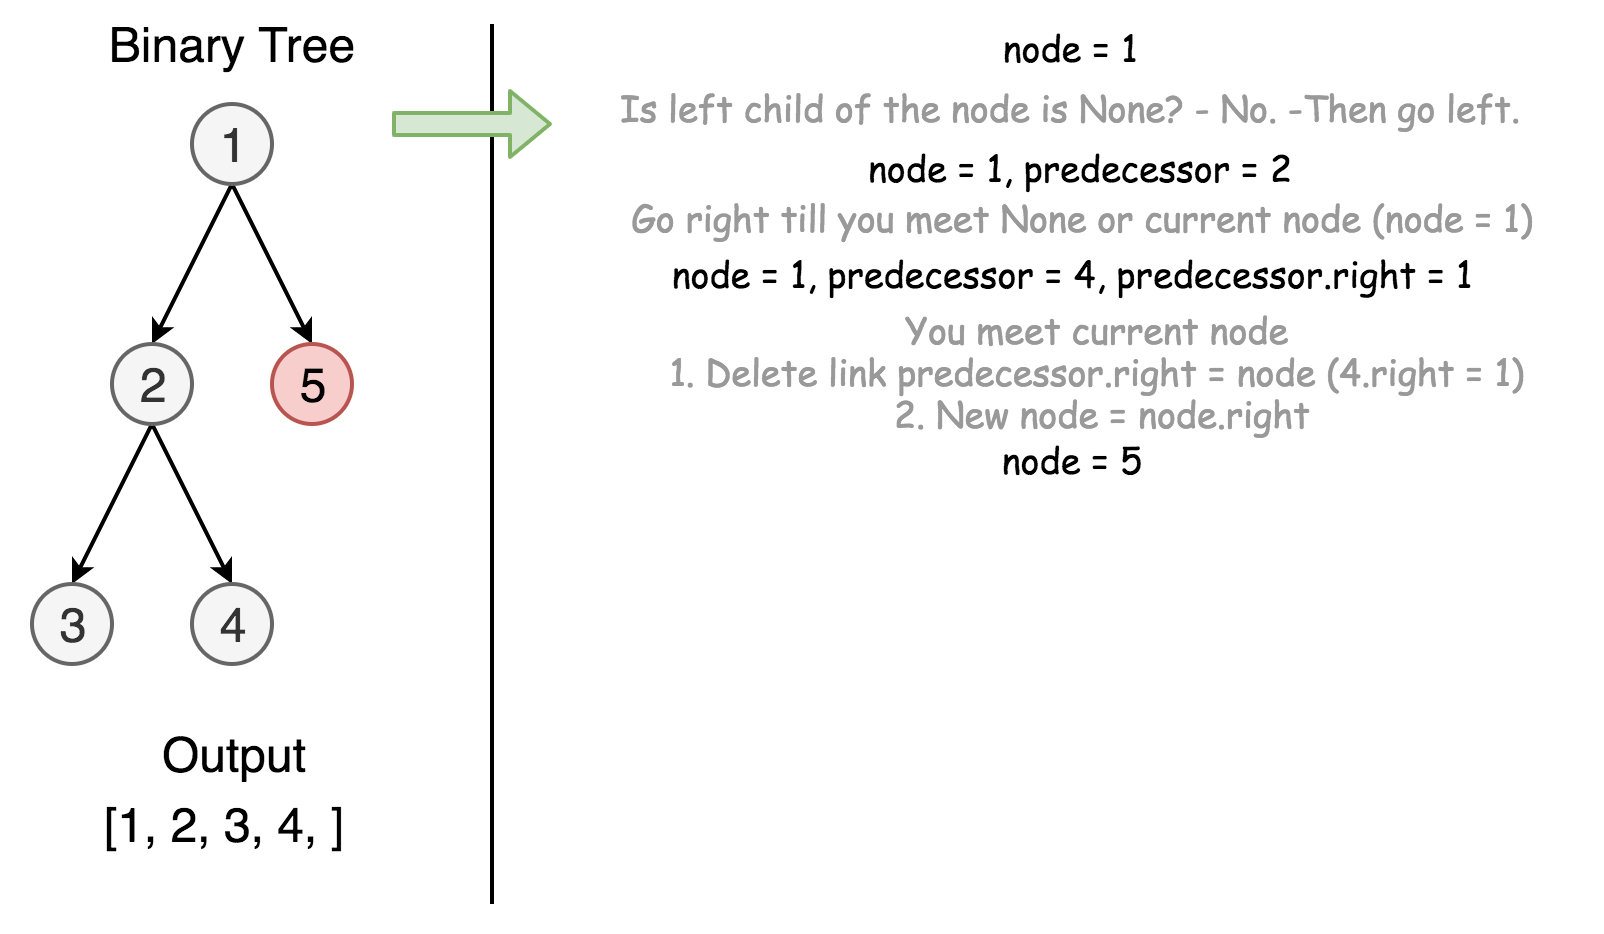 Binary Tree
1
2
5
3
4
Output
[1, 2, 3, 4, ]
node = 1
Is left child of the node is None? - No. -Then go left.
node = 1, predecessor = 2
Go right till you meet None or current node (node = 1)
node = 1, predecessor = 4, predecessor.right = 1
You meet current node
1. Delete link predecessor.right = node (4.right = 1)
2. New node = node.right
node = 5